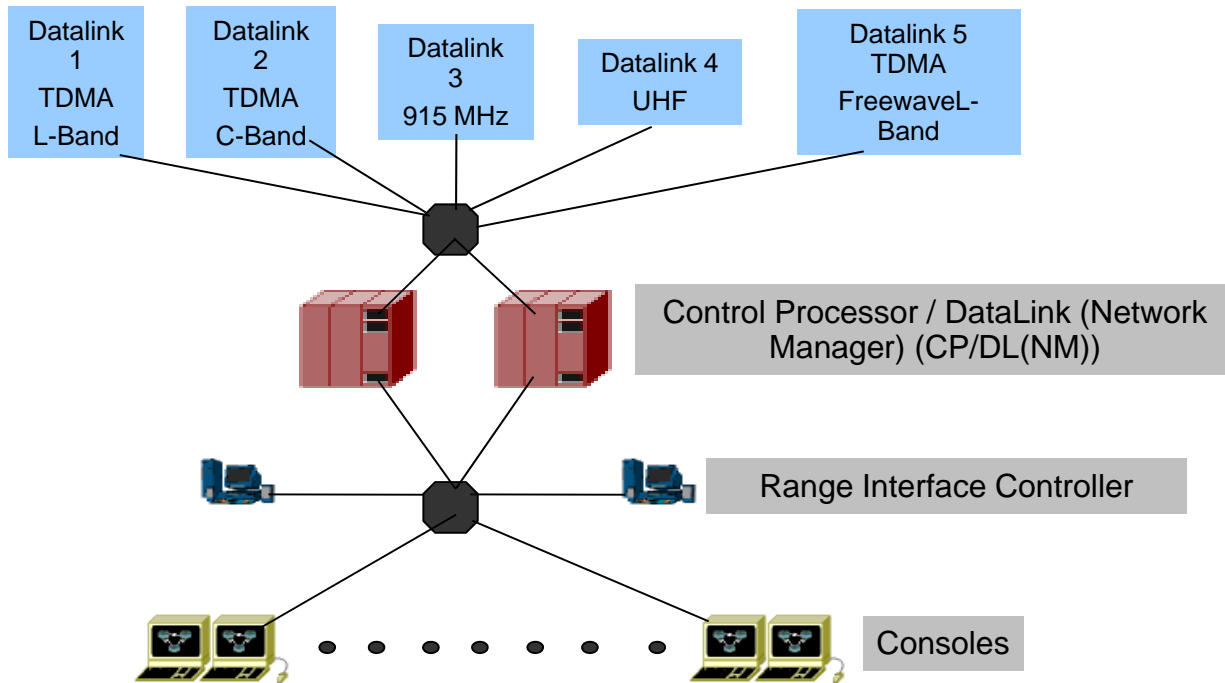 Datalink
1
TDMA
L-Band
Datalink
2
TDMA
C-Band
Datalink
3
915 MHz
Datalink 4
UHF
Datalink 5
TDMA
FreewaveL-
Band
Control Processor / DataLink (Network
Manager) (CP/DL(NM))
Range Interface Controller
Consoles